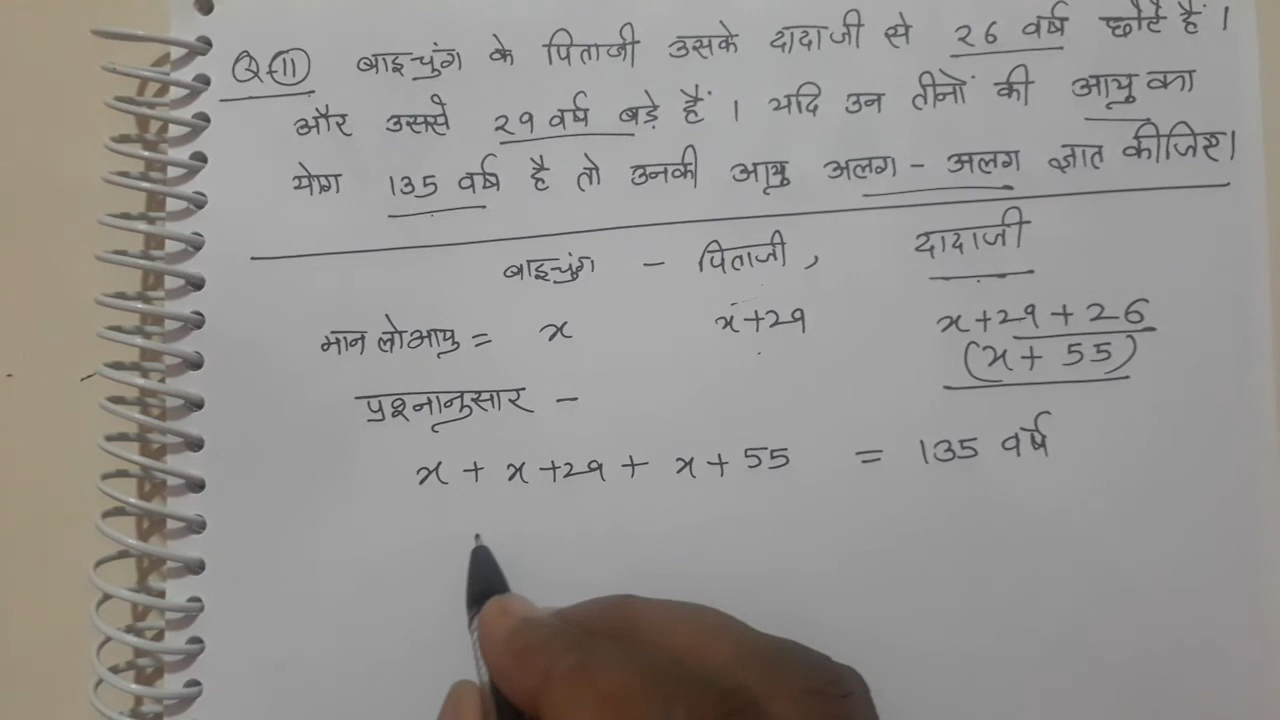 Q-11 बाइचुंग के पिताजी उसके दादाजी से 26 वर्ष छोटे हैं।
और उससे 29 वर्ष बड़े हैं। यदि उन तीनों की आयु का
योग 135 वर्ष है तो उनकी आयु अलग - अलग ज्ञात कीजिए।
बाइचुंग - पिताजी, दादाजी
मान लो आयु = x x+29 x+29+26
(x + 55)
प्रश्नानुसार -
x + x+29 + x+55 = 135 वर्ष